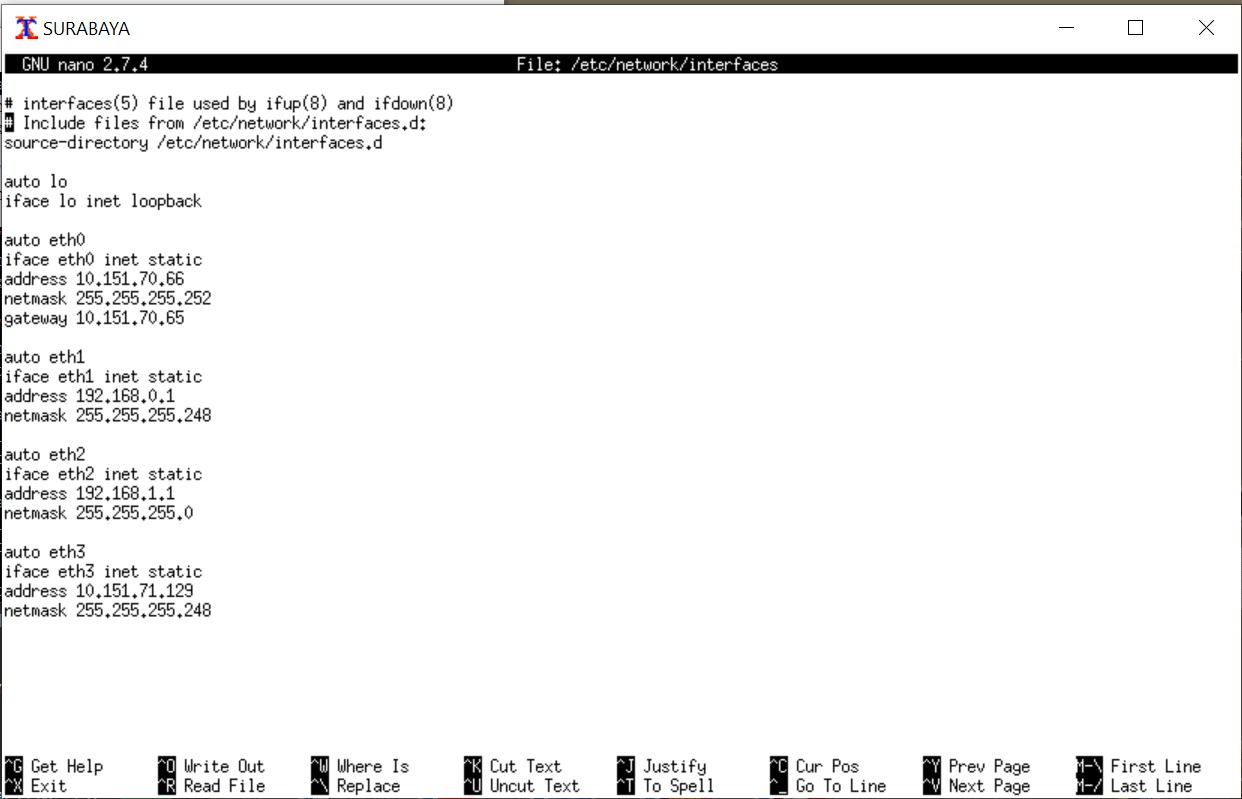 SURABAYA
GNU nano 2.7.4 File: /etc/network/interfaces
# interfaces(5) file used by ifup(8) and ifdown(8)
# Include files from /etc/network/interfaces.d:
source-directory /etc/network/interfaces.d
auto lo
iface lo inet loopback
auto eth0
iface eth0 inet static
address 10.151.70.66
netmask 255.255.255.252
gateway 10.151.70.65
auto eth1
iface eth1 inet static
address 192.168.0.1
netmask 255.255.255.248
auto eth2
iface eth2 inet static
address 192.168.1.1
netmask 255.255.255.0
auto eth3
iface eth3 inet static
address 10.151.71.129
netmask 255.255.255.248
^G Get Help ^O Write Out ^W Where Is ^K Cut Text ^J Justify ^C Cur Pos ^Y Prev Page M-\ First Line
^X Exit ^R Read File ^\ Replace ^U Uncut Text ^T To Spell ^_ Go To Line ^V Next Page M-/ Last Line